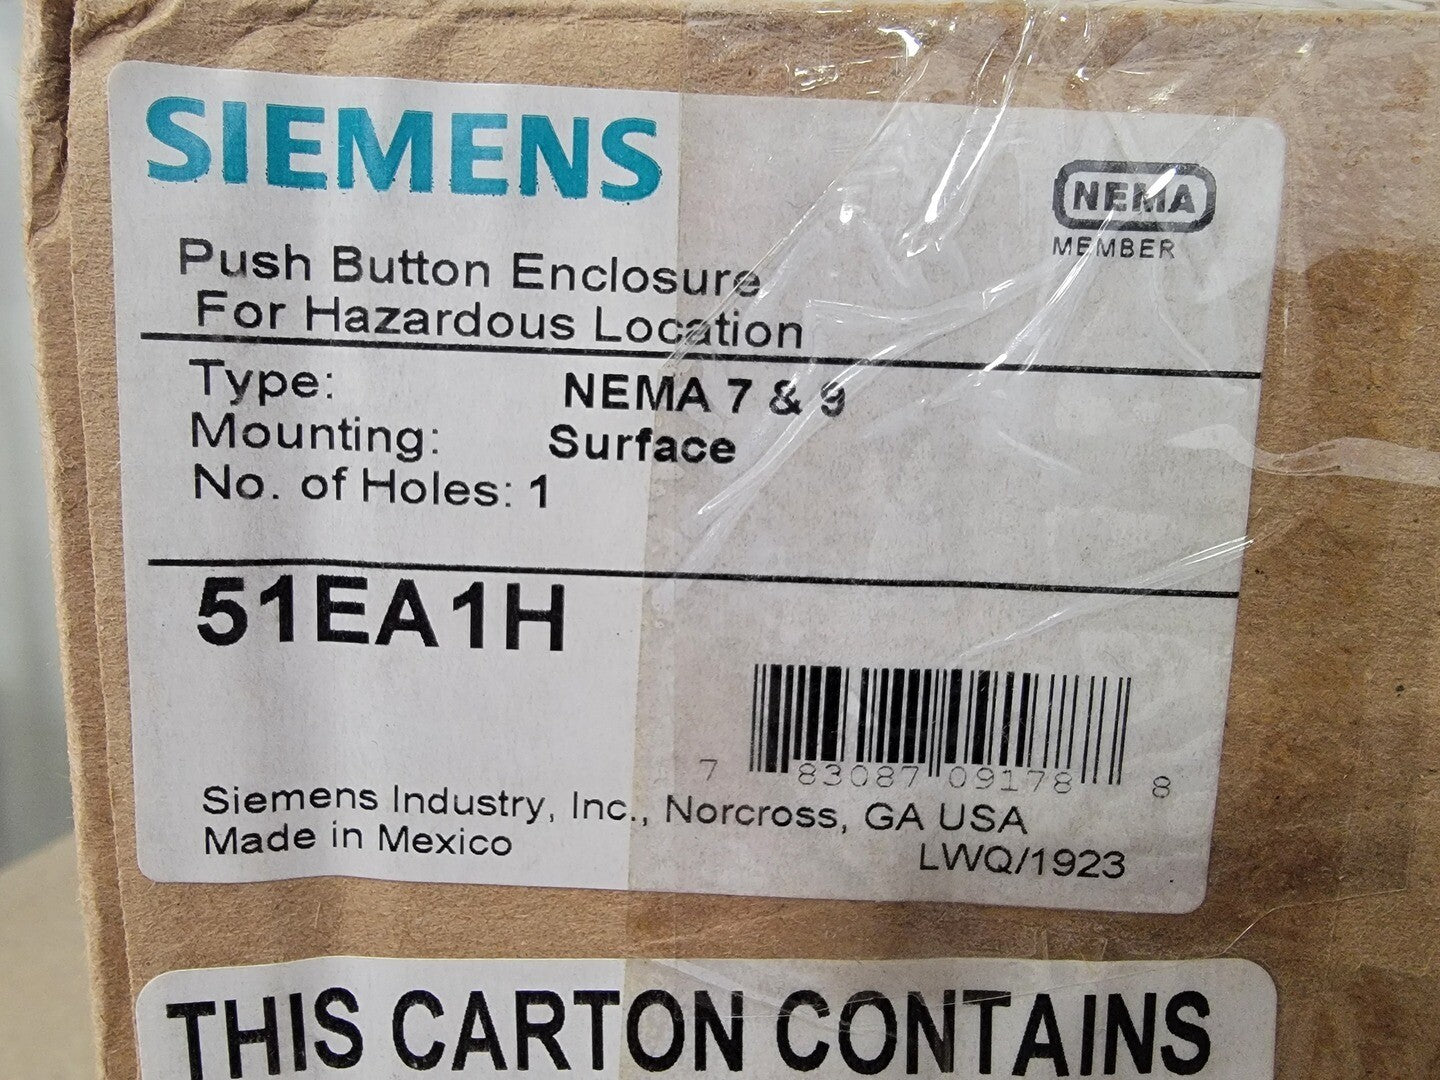 SIEMENS
NEMA
MEMBER
Push Button Enclosure
For Hazardous Location
Type: NEMA 7 & 9
Mounting: Surface
No. of Holes: 1
51EA1H
7 83087 09178 8
Siemens Industry, Inc., Norcross, GA USA
Made in Mexico
LWQ/1923
THIS CARTON CONTAINS